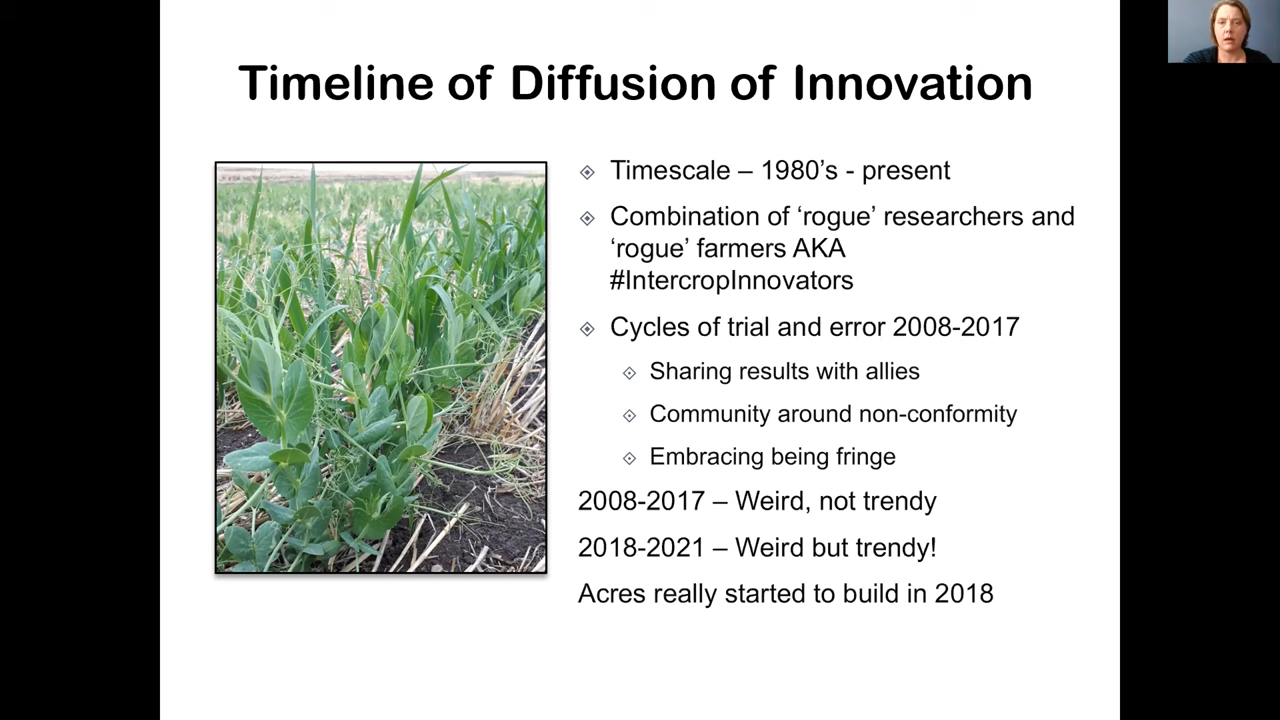 Timeline of Diffusion of Innovation
Timescale – 1980’s - present
Combination of ‘rogue’ researchers and
‘rogue’ farmers AKA
#IntercropInnovators
Cycles of trial and error 2008-2017
Sharing results with allies
Community around non-conformity
Embracing being fringe
2008-2017 – Weird, not trendy
2018-2021 – Weird but trendy!
Acres really started to build in 2018